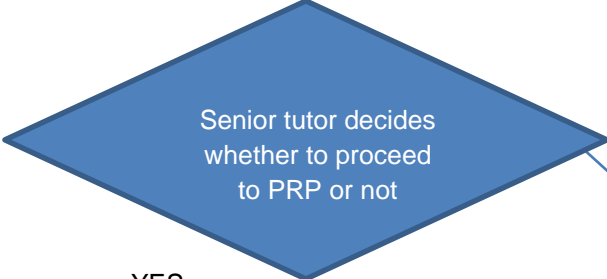 Senior tutor decides
whether to proceed
to PRP or not
YES